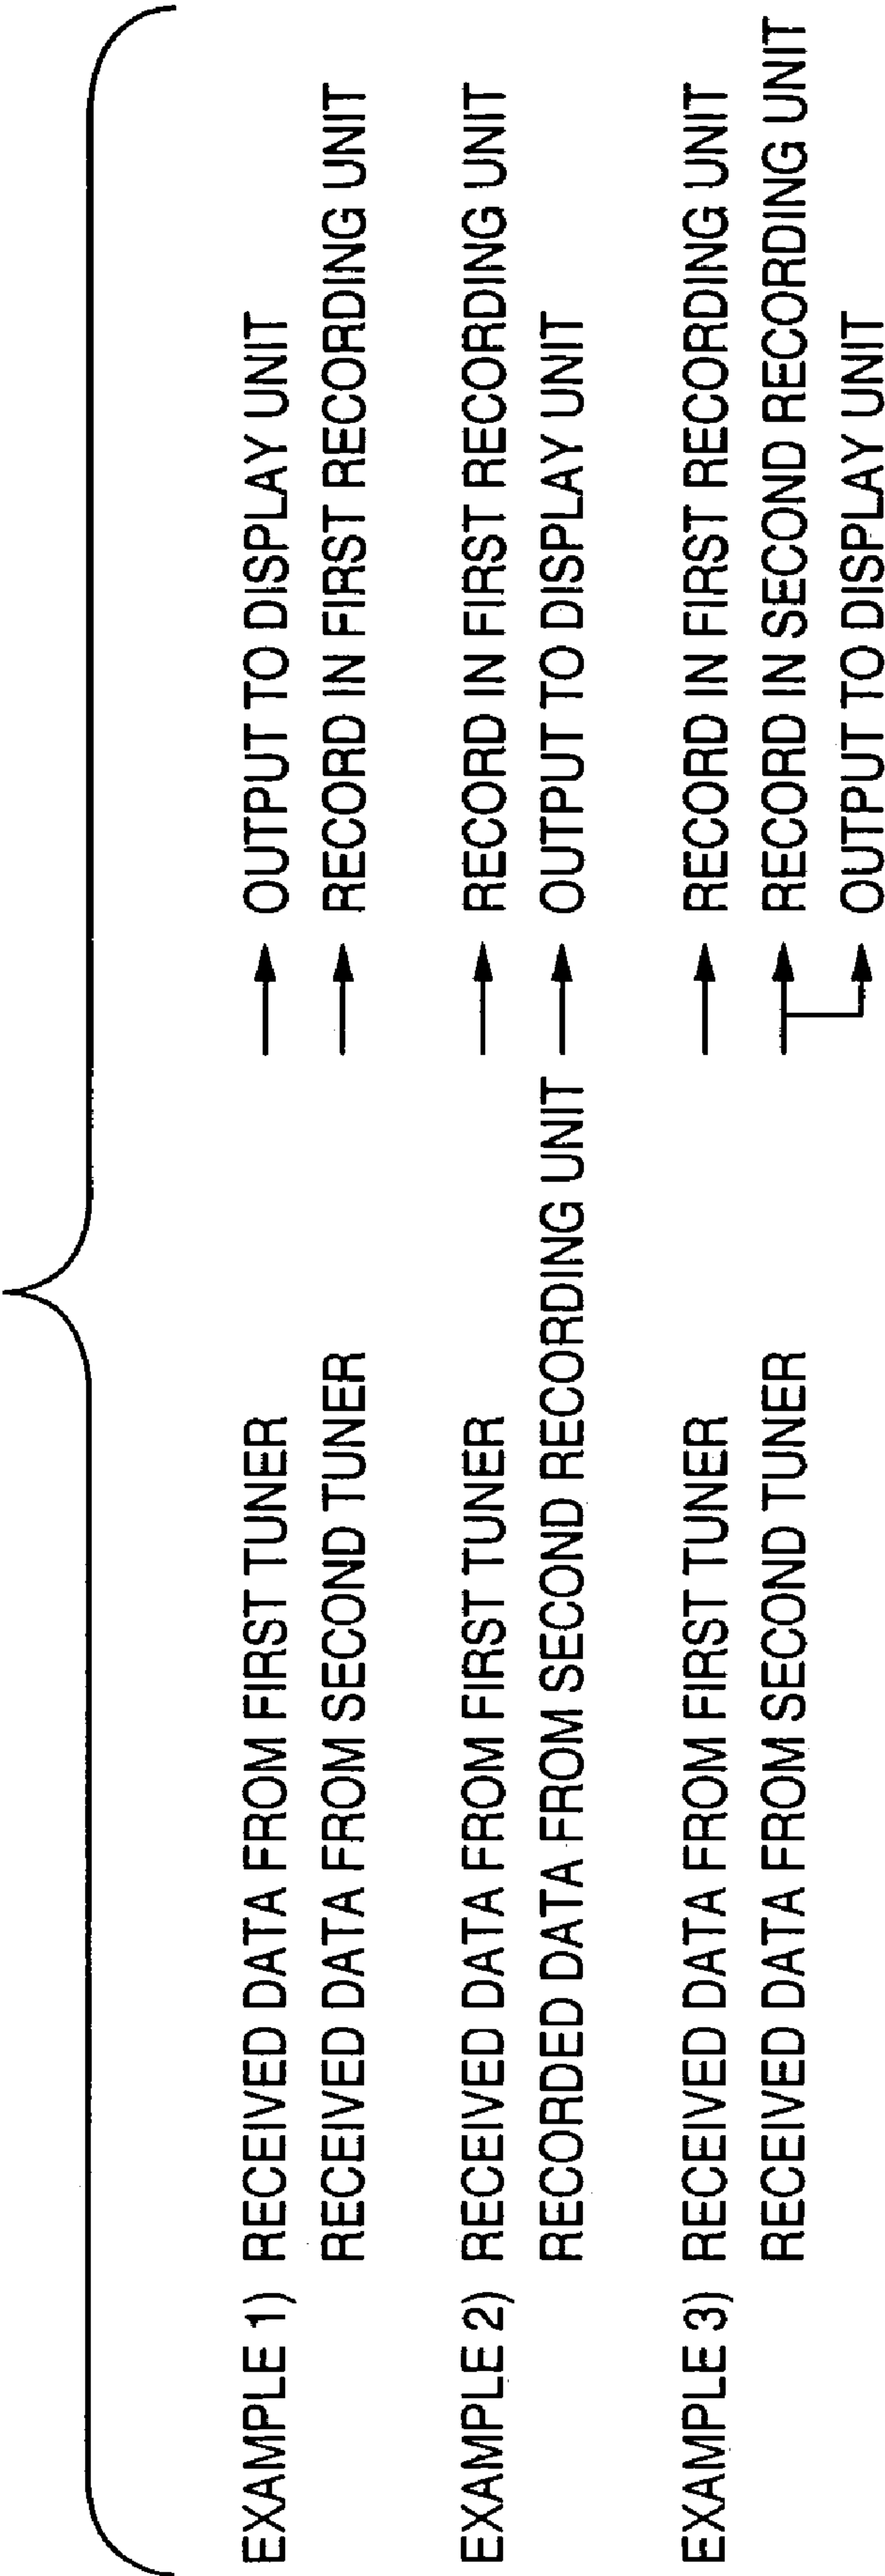 EXAMPLE 1) RECEIVED DATA FROM FIRST TUNER → OUTPUT TO DISPLAY UNIT
RECEIVED DATA FROM SECOND TUNER → RECORD IN FIRST RECORDING UNIT
EXAMPLE 2) RECEIVED DATA FROM FIRST TUNER → RECORD IN FIRST RECORDING UNIT
RECORDED DATA FROM SECOND RECORDING UNIT → OUTPUT TO DISPLAY UNIT
EXAMPLE 3) RECEIVED DATA FROM FIRST TUNER → RECORD IN FIRST RECORDING UNIT
RECEIVED DATA FROM SECOND TUNER → RECORD IN SECOND RECORDING UNIT
OUTPUT TO DISPLAY UNIT